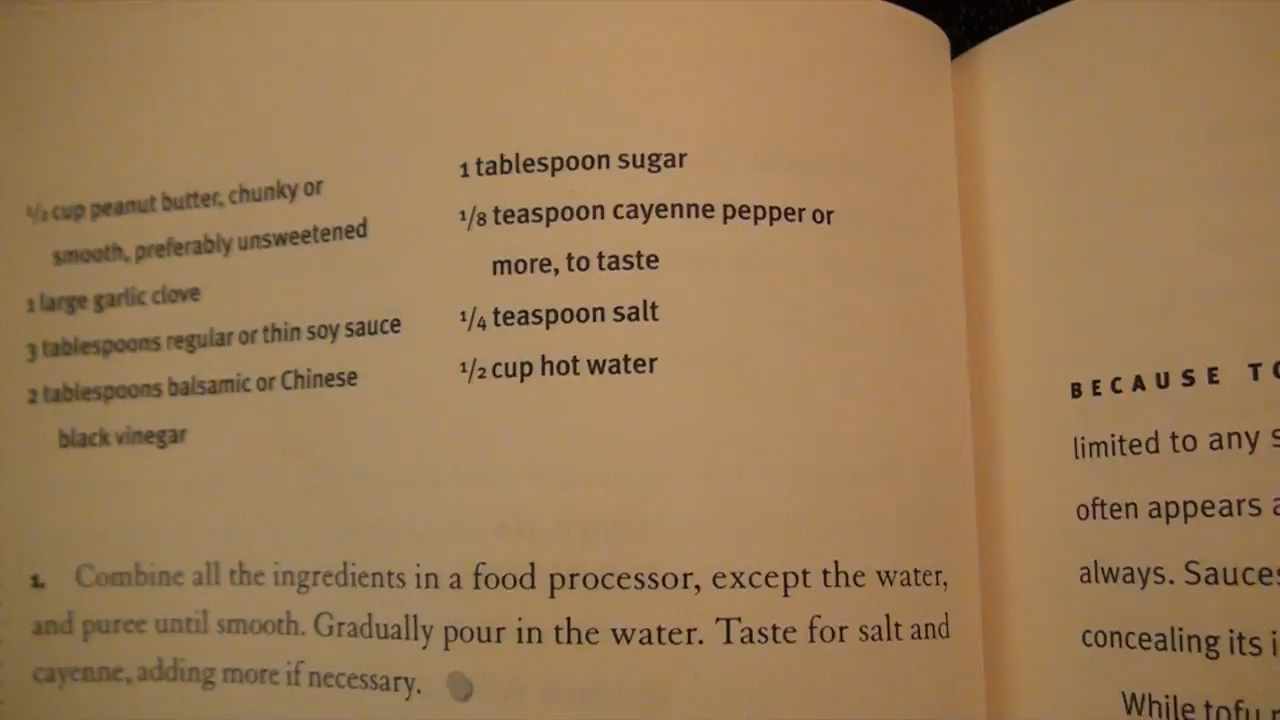 1/2 cup peanut butter, chunky or
smooth, preferably unsweetened
1 large garlic clove
3 tablespoons regular or thin soy sauce
2 tablespoons balsamic or Chinese
black vinegar
1 tablespoon sugar
1/8 teaspoon cayenne pepper or
more, to taste
1/4 teaspoon salt
1/2 cup hot water
1. Combine all the ingredients in a food processor, except the water,
and puree until smooth. Gradually pour in the water. Taste for salt and
cayenne, adding more if necessary.
BECAUSE TO
limited to any s
often appears a
always. Sauces
concealing its i
While tofu